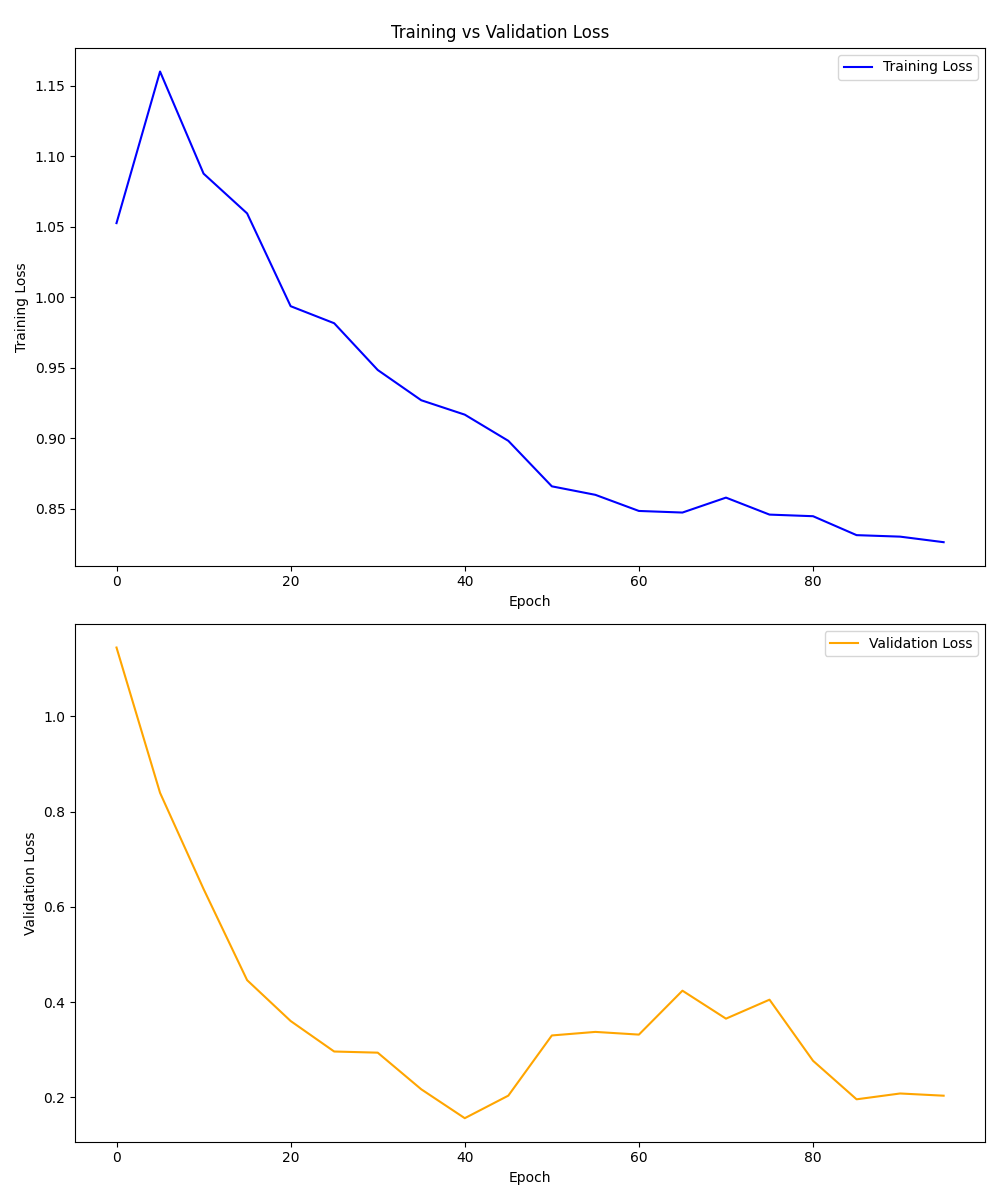 Training vs Validation Loss
Training Loss
1.15
1.10
1.05
1.00
0.95
0.90
0.85
Training Loss
0 20 40 60 80
Epoch
Validation Loss
1.0
0.8
0.6
0.4
0.2
Validation Loss
0 20 40 60 80
Epoch